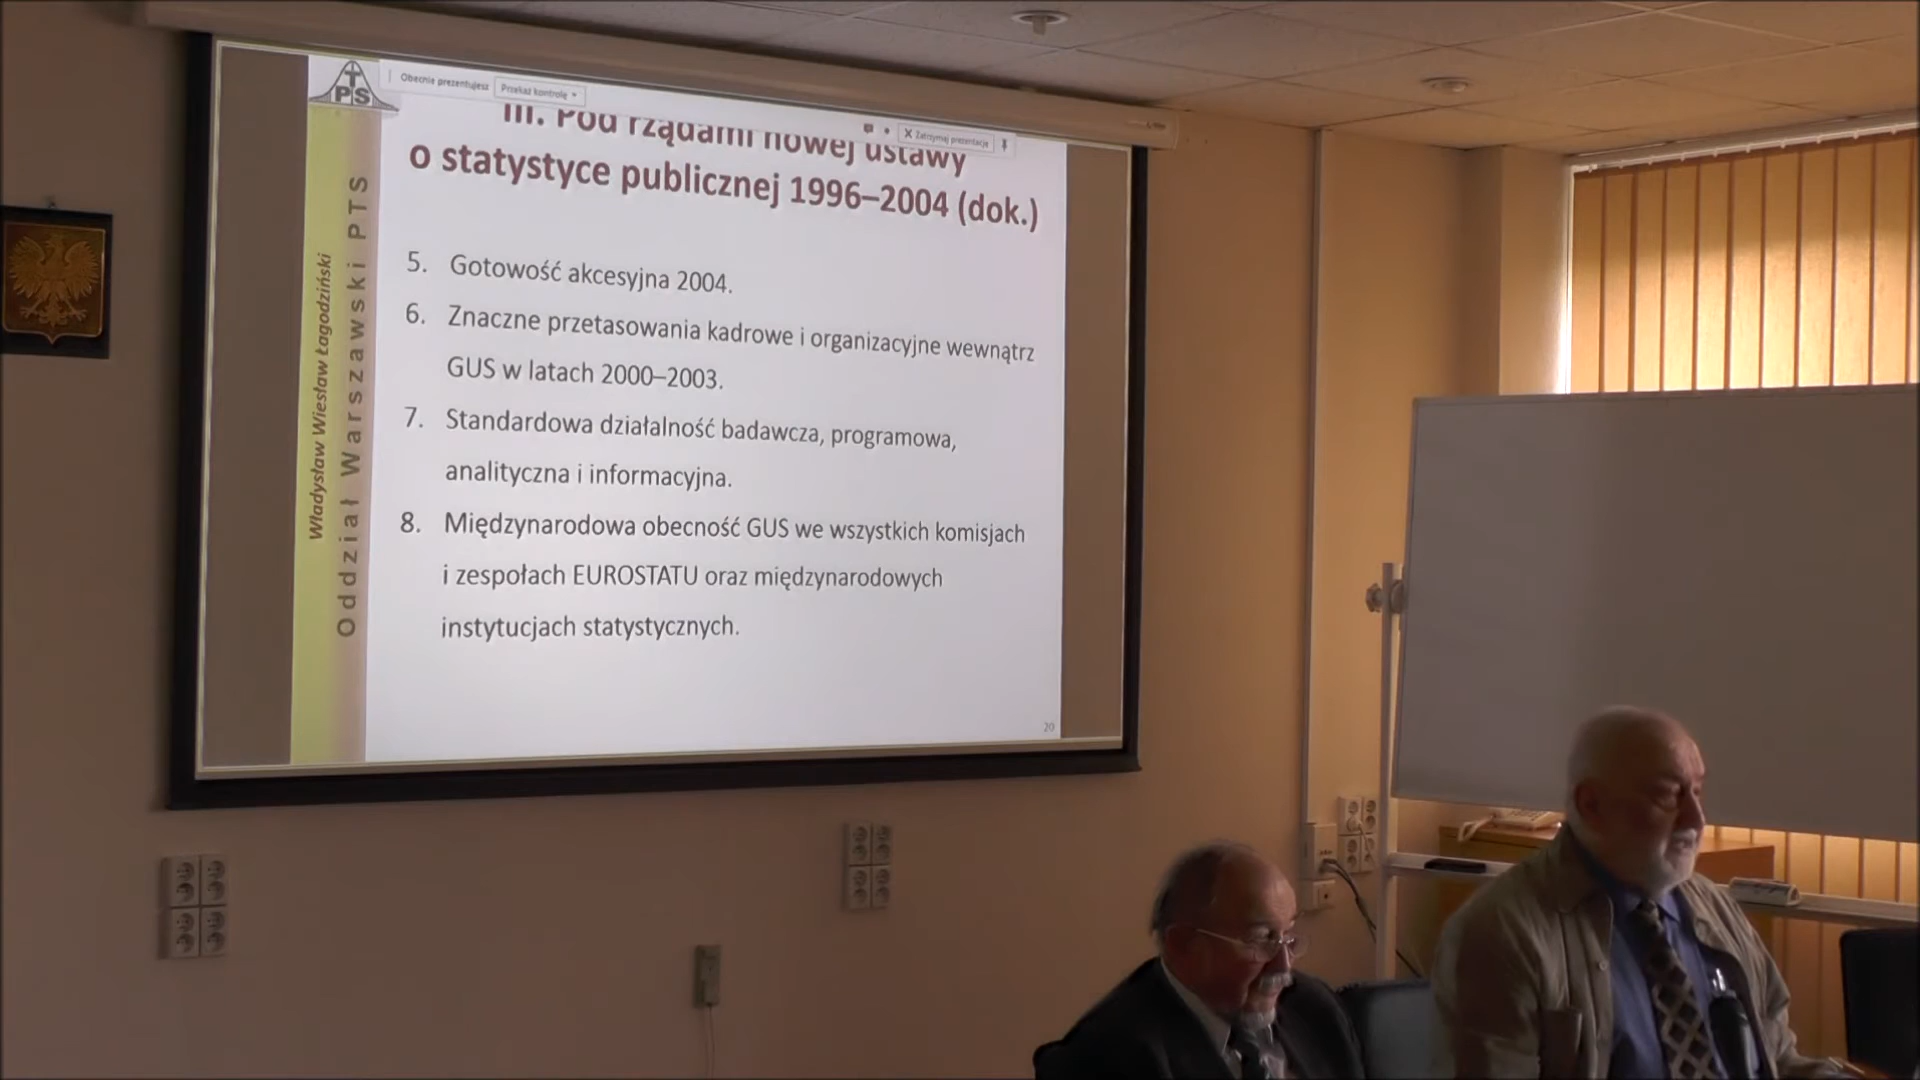 TPS
Obecnie prezentujesz Przekaż kontrolę
Zatrzymaj prezentację
III. Pod rządami nowej ustawy
o statystyce publicznej 1996–2004 (dok.)
5. Gotowość akcesyjna 2004.
6. Znaczne przetasowania kadrowe i organizacyjne wewnątrz
GUS w latach 2000–2003.
7. Standardowa działalność badawcza, programowa,
analityczna i informacyjna.
8. Międzynarodowa obecność GUS we wszystkich komisjach
i zespołach EUROSTATU oraz międzynarodowych
instytucjach statystycznych.
20
Władysław Wiesław Łagodziński
Oddział Warszawski PTS